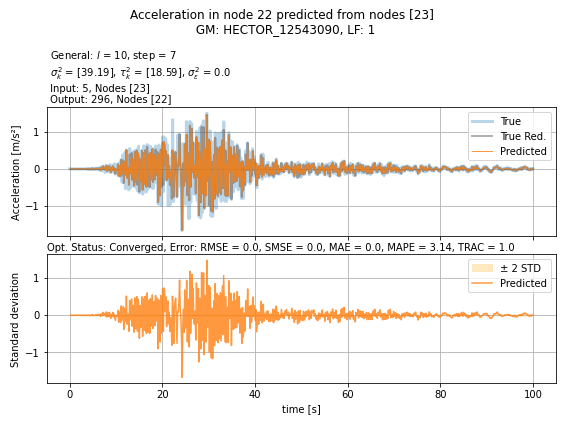 Acceleration in node 22 predicted from nodes [23]
GM: HECTOR_12543090, LF: 1
General: l = 10, step = 7
σ²ₖ = [39.19], τ²ₖ = [18.59], σ²ε = 0.0
Input: 5, Nodes [23]
Output: 296, Nodes [22]
Acceleration [m/s²]
1
0
−1
True
True Red.
Predicted
Opt. Status: Converged, Error: RMSE = 0.0, SMSE = 0.0, MAE = 0.0, MAPE = 3.14, TRAC = 1.0
Standard deviation
1
0
−1
± 2 STD
Predicted
0 20 40 60 80 100
time [s]